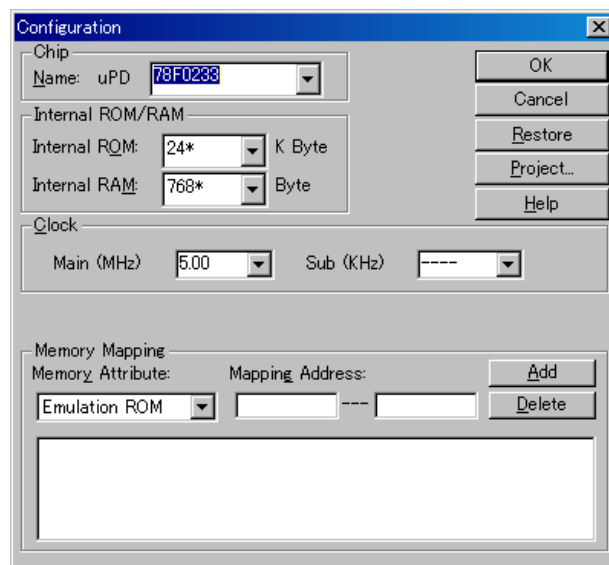 Configuration
Chip
Name: uPD 78F0233
OK
Cancel
Internal ROM/RAM
Internal ROM: 24* K Byte
Restore
Internal RAM: 768* Byte
Project...
Help
Clock
Main (MHz) 5.00 Sub (KHz) ----
Memory Mapping
Memory Attribute: Mapping Address: Add
Emulation ROM --- Delete